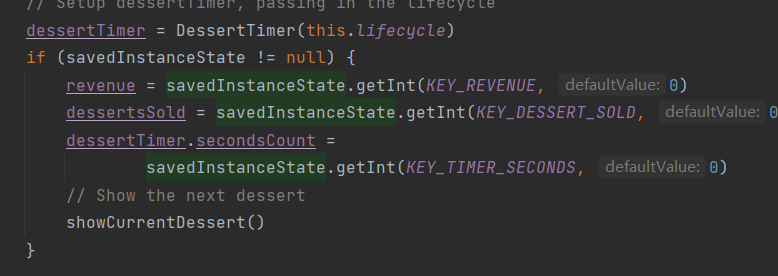 // Setup dessertTimer, passing in the lifecycle
dessertTimer = DessertTimer(this.lifecycle)
if (savedInstanceState != null) {
revenue = savedInstanceState.getInt(KEY_REVENUE, defaultValue: 0)
dessertsSold = savedInstanceState.getInt(KEY_DESSERT_SOLD, defaultValue: 0
dessertTimer.secondsCount =
savedInstanceState.getInt(KEY_TIMER_SECONDS, defaultValue: 0)
// Show the next dessert
showCurrentDessert()
}